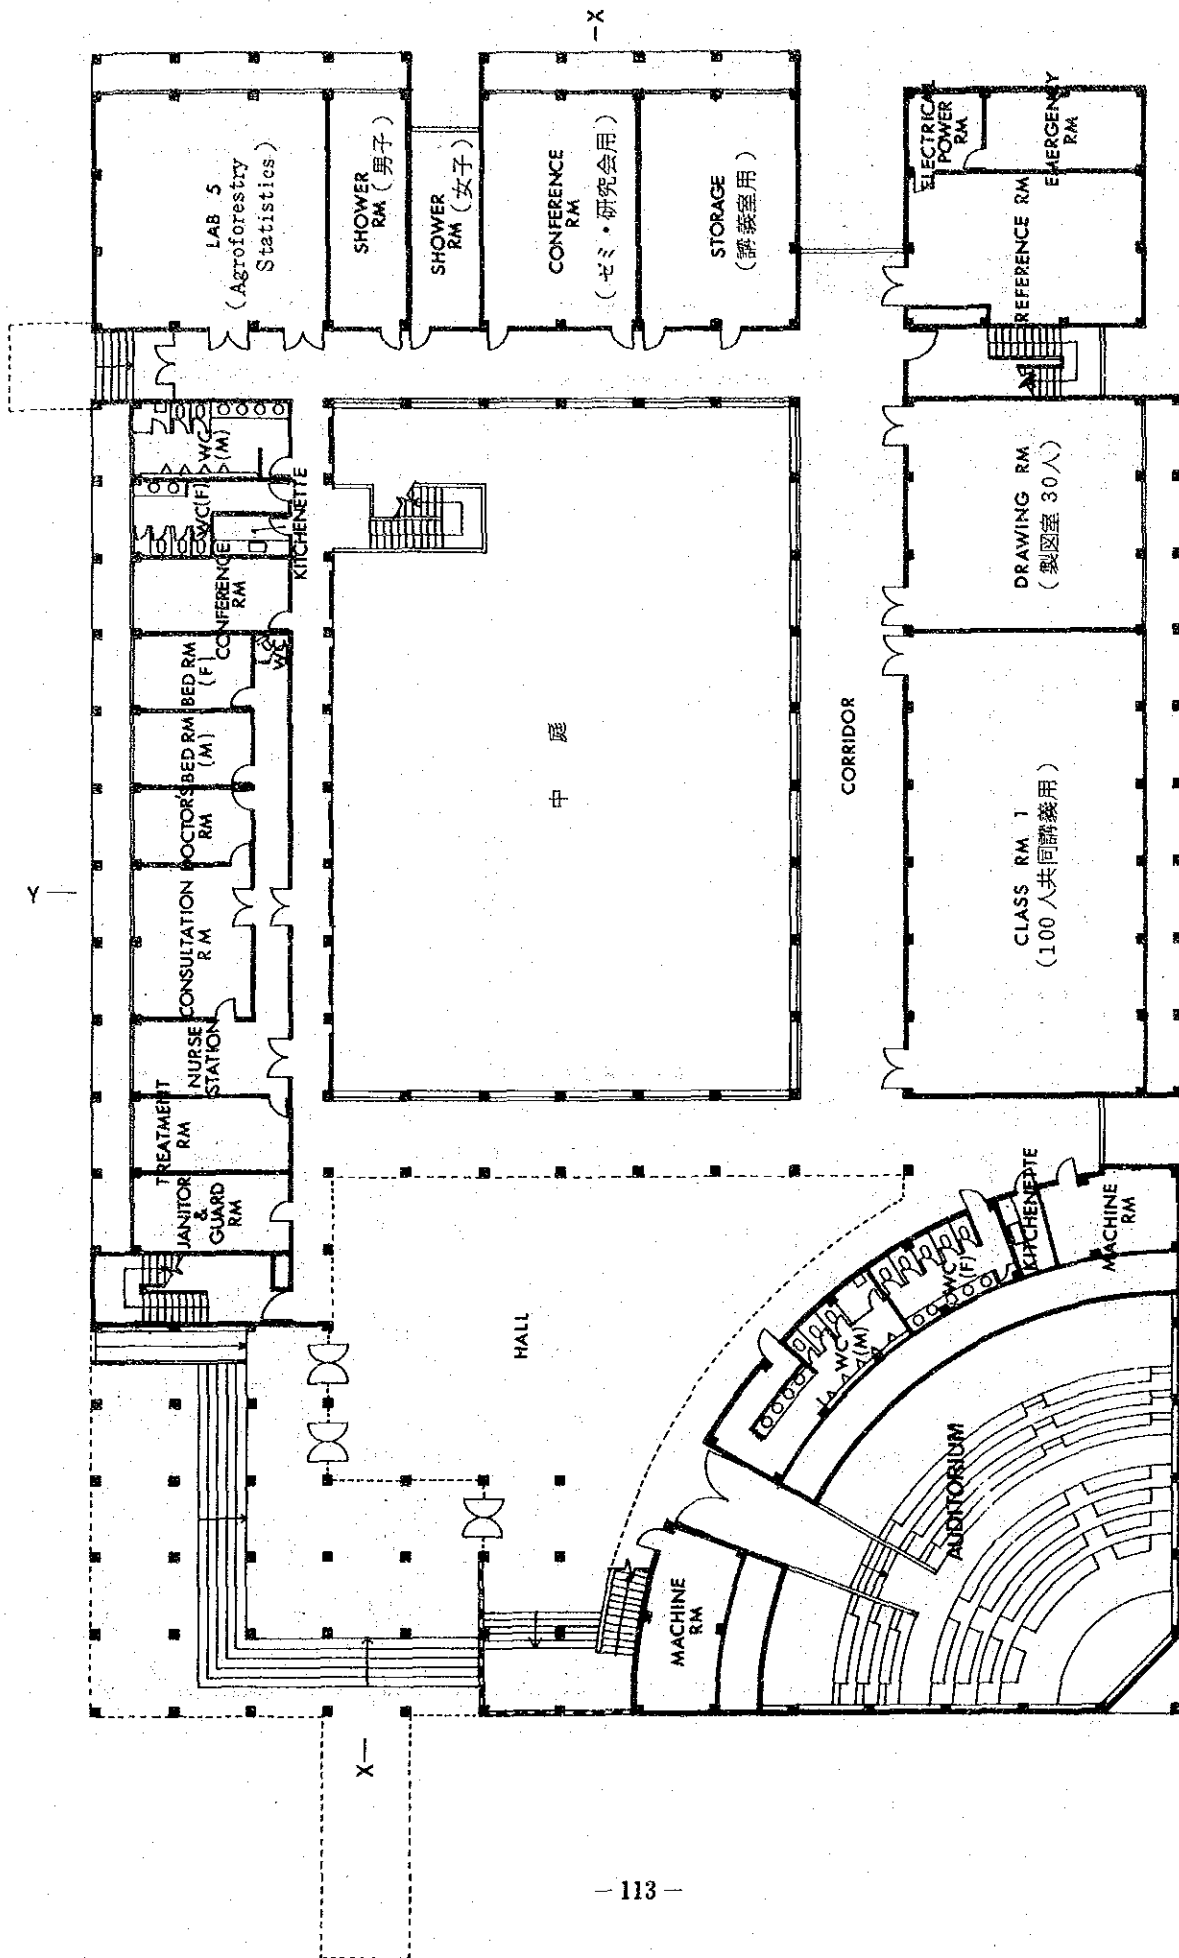 LAB 5
(Agroforestry
Statistics)
SHOWER
RM (男子)
SHOWER
RM (女子)
CONFERENCE
RM
(ゼミ・研究会用)
STORAGE
(講義室用)
ELECTRICAL
POWER
RM
EMERGENCY
RM
REFERENCE RM
DRAWING RM
(製図室 30人)
CLASS RM 1
(100人共同講義用)
CORRIDOR
中庭
WC
(M)
WC(F)
KITCHENETTE
CONFERENCE
RM
WC
BED RM
(F)
BED RM
(M)
DOCTOR'S
RM
CONSULTATION
RM
NURSE
STATION
TREATMENT
RM
JANITOR
&
GUARD
RM
HALL
WC
(M)
WC
(F)
KITCHENETTE
MACHINE
RM
AUDITORIUM
MACHINE
RM
X
X
Y
- 113 -